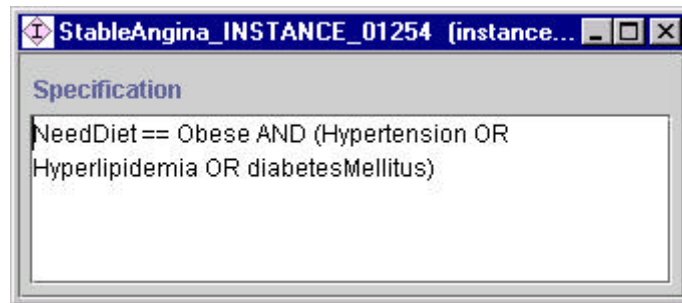 StableAngina_INSTANCE_01254 (instance...
Specification
NeedDiet == Obese AND (Hypertension OR
Hyperlipidemia OR diabetesMellitus)